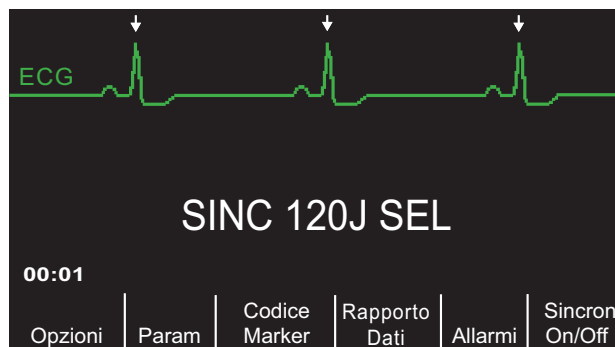 ECG
SINC 120J SEL
00:01
Opzioni
Param
Codice
Marker
Rapporto
Dati
Allarmi
Sincron
On/Off